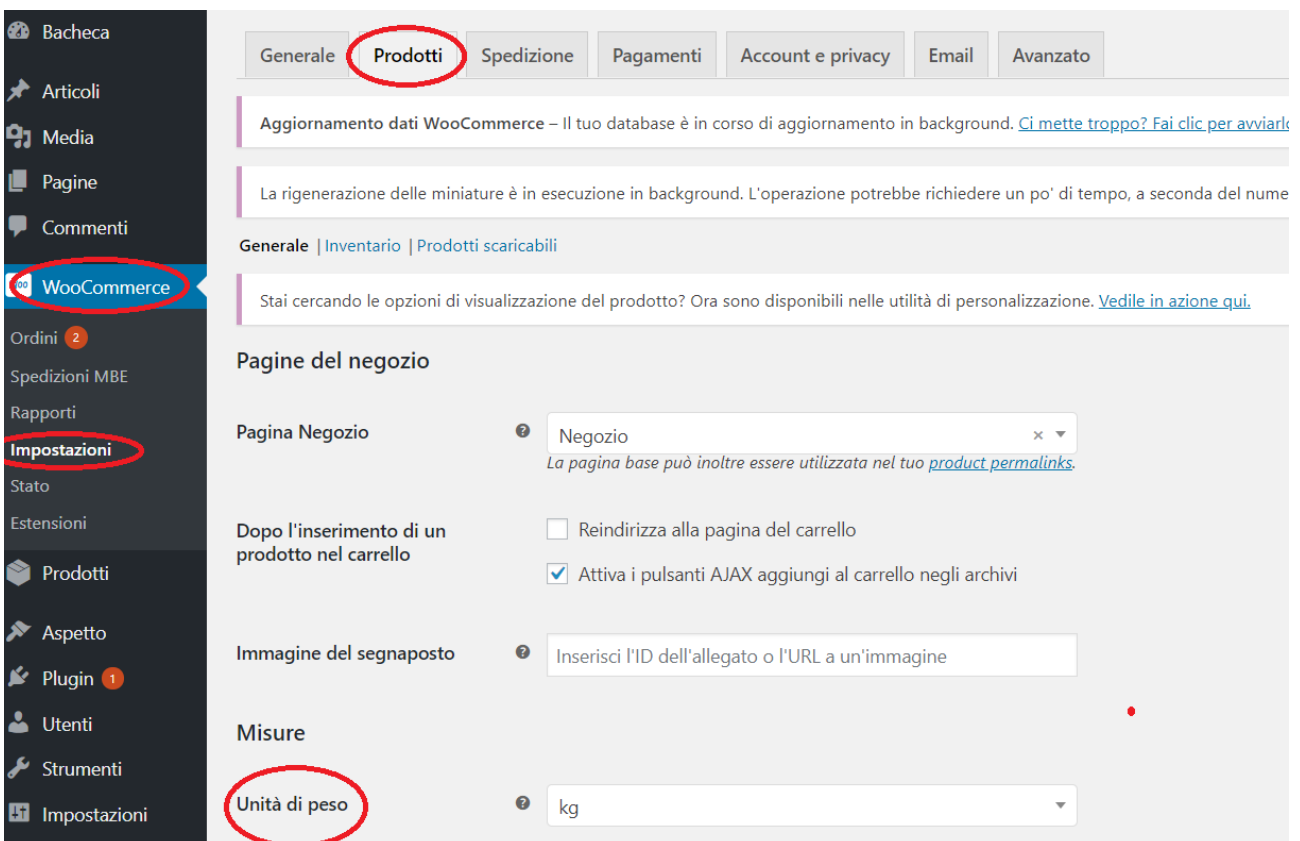 Bacheca
Articoli
Media
Pagine
Commenti
WooCommerce
Ordini 2
Spedizioni MBE
Rapporti
Impostazioni
Stato
Estensioni
Prodotti
Aspetto
Plugin 1
Utenti
Strumenti
Impostazioni
Generale Prodotti Spedizione Pagamenti Account e privacy Email Avanzato
Aggiornamento dati WooCommerce – Il tuo database è in corso di aggiornamento in background. Ci mette troppo? Fai clic per avviarlo
La rigenerazione delle miniature è in esecuzione in background. L'operazione potrebbe richiedere un po' di tempo, a seconda del nume
Generale | Inventario | Prodotti scaricabili
Stai cercando le opzioni di visualizzazione del prodotto? Ora sono disponibili nelle utilità di personalizzazione. Vedile in azione qui.
Pagine del negozio
Pagina Negozio ? Negozio × 
La pagina base può inoltre essere utilizzata nel tuo product permalinks.
Dopo l'inserimento di un
prodotto nel carrello
Reindirizza alla pagina del carrello
Attiva i pulsanti AJAX aggiungi al carrello negli archivi
Immagine del segnaposto ? Inserisci l'ID dell'allegato o l'URL a un'immagine
Misure
Unità di peso ? kg